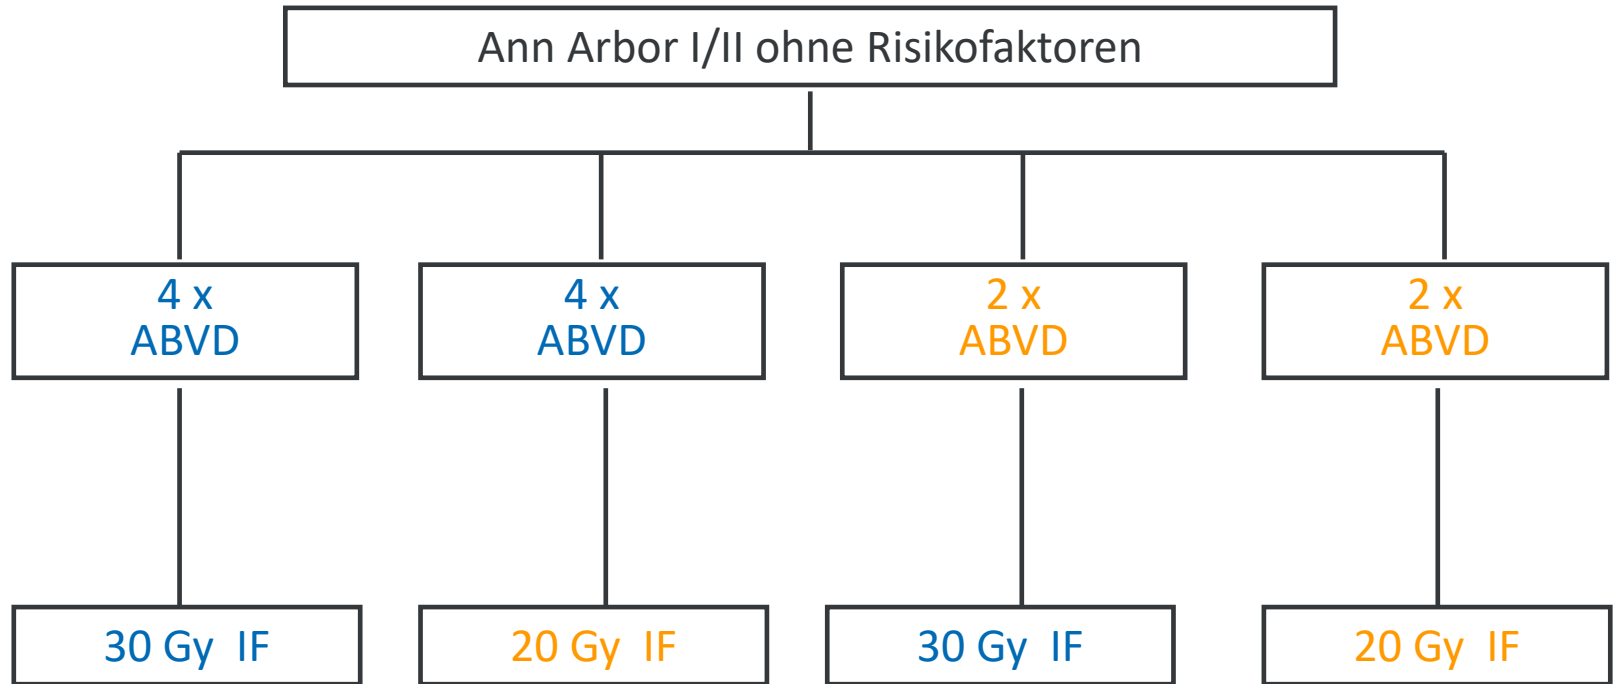 Ann Arbor I/II ohne Risikofaktoren
4 x
ABVD
4 x
ABVD
2 x
ABVD
2 x
ABVD
30 Gy IF
20 Gy IF
30 Gy IF
20 Gy IF